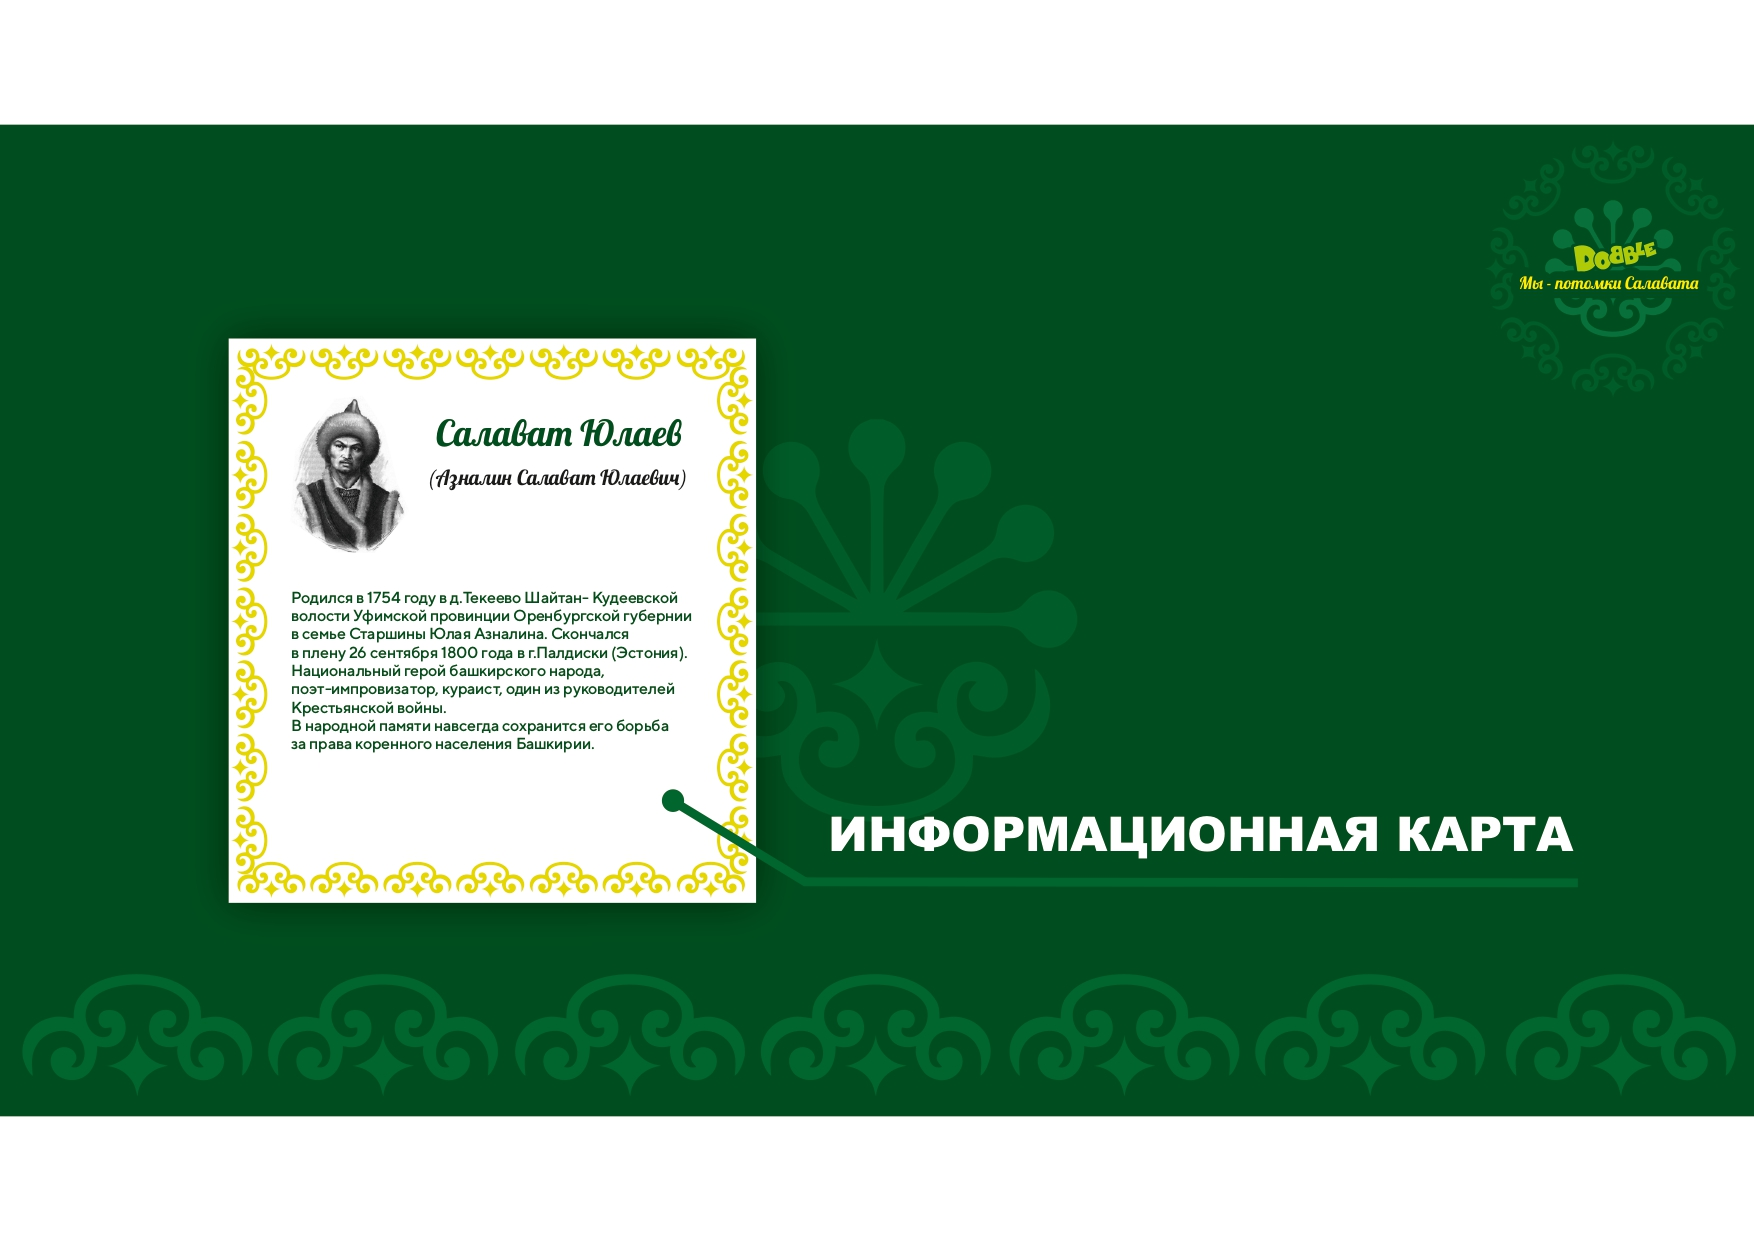 DOBBLE
Мы - потомки Салавата
Салават Юлаев
(Азналин Салават Юлаевич)
Родился в 1754 году в д.Текеево Шайтан- Кудеевской
волости Уфимской провинции Оренбургской губернии
в семье Старшины Юлая Азналина. Скончался
в плену 26 сентября 1800 года в г.Палдиски (Эстония).
Национальный герой башкирского народа,
поэт-импровизатор, кураист, один из руководителей
Крестьянской войны.
В народной памяти навсегда сохранится его борьба
за права коренного населения Башкирии.
ИНФОРМАЦИОННАЯ КАРТА